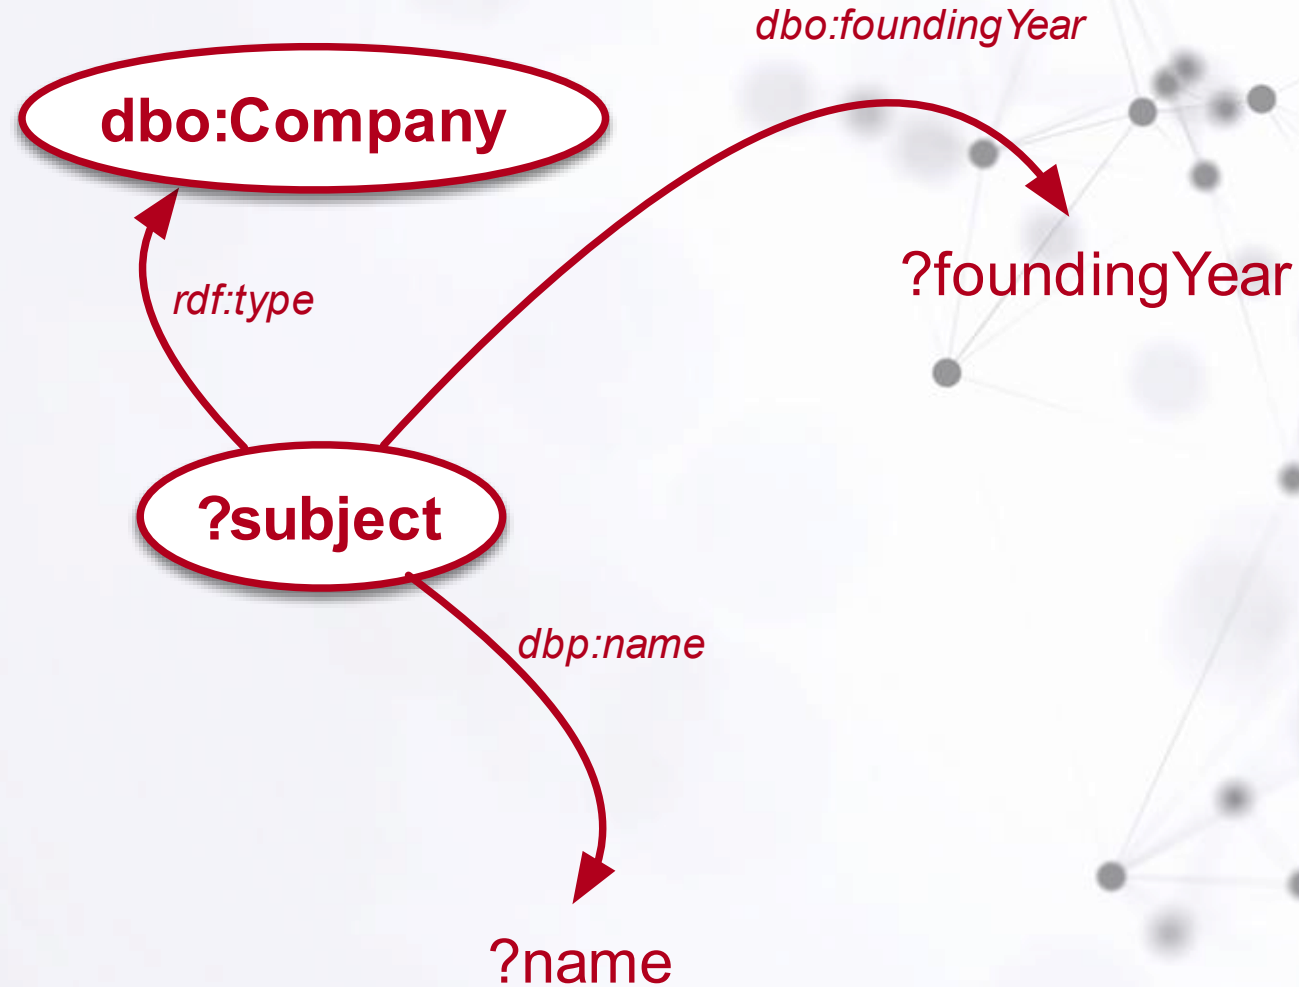 dbo:foundingYear
dbo:Company
?foundingYear
rdf:type
?subject
dbp:name
?name